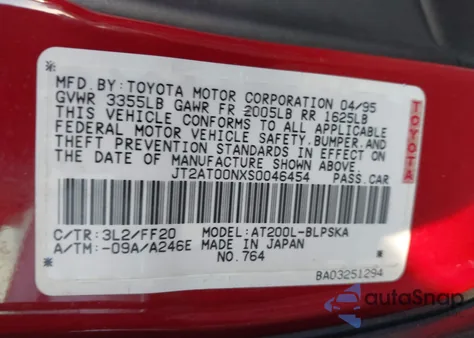 MFD.BY: TOYOTA MOTOR CORPORATION 04/95
GVWR 3355LB GAWR FR 2005LB RR 1625LB
THIS VEHICLE CONFORMS TO ALL APPLICABLE
FEDERAL MOTOR VEHICLE SAFETY,BUMPER,AND
THEFT PREVENTION STANDARDS IN EFFECT ON
THE DATE OF MANUFACTURE SHOWN ABOVE.
JT2AT00NXS0046454 PASS.CAR
C/TR: 3L2/FF20 MODEL: AT200L-BLPSKA
A/TM: -09A/A246E MADE IN JAPAN
NO.764
BA03251294
TOYOTA
autoSnap